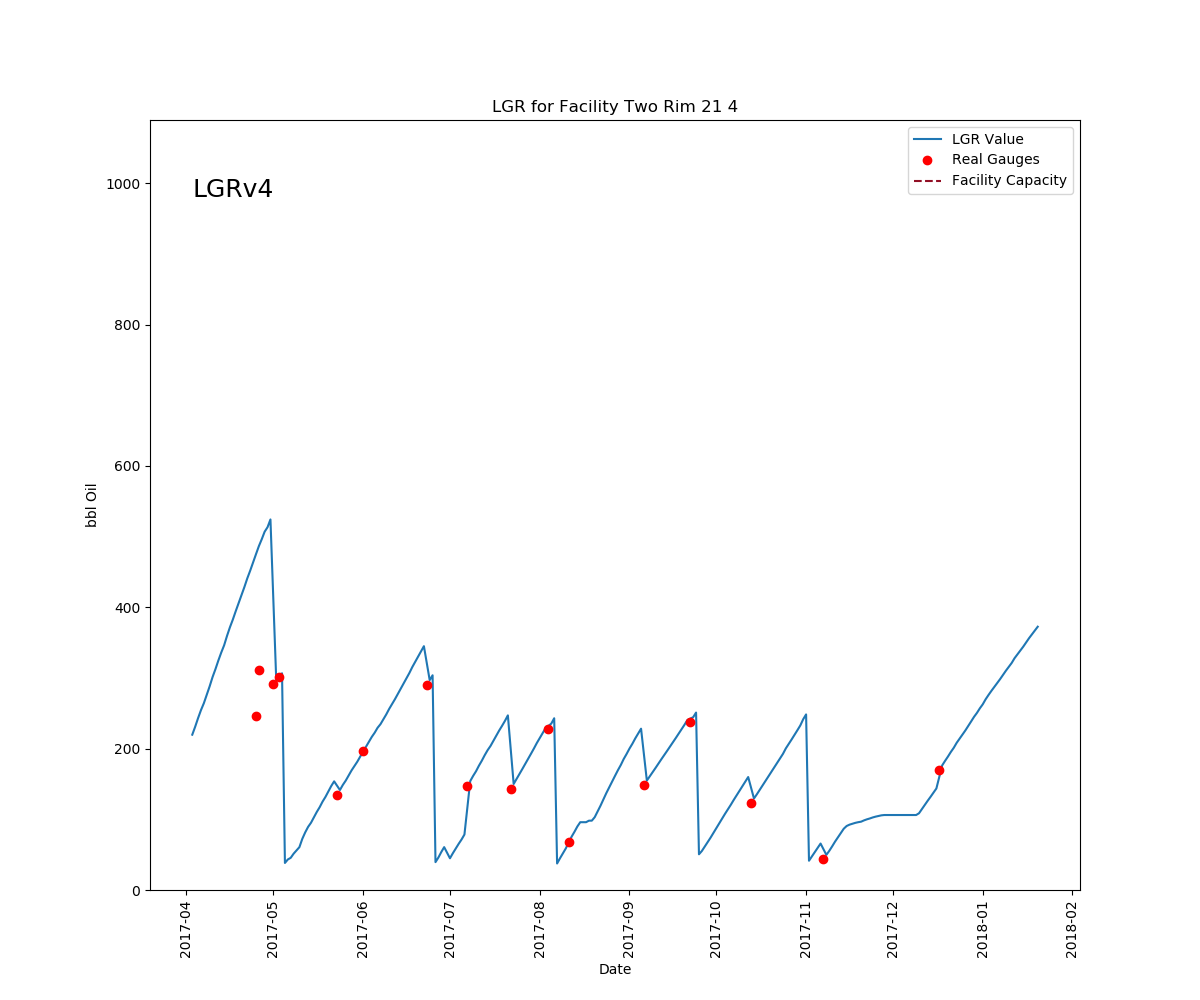 LGR for Facility Two Rim 21 4
LGRv4
LGR Value
Real Gauges
Facility Capacity
bbl Oil
1000
800
600
400
200
0
2017-04
2017-05
2017-06
2017-07
2017-08
2017-09
2017-10
2017-11
2017-12
2018-01
2018-02
Date